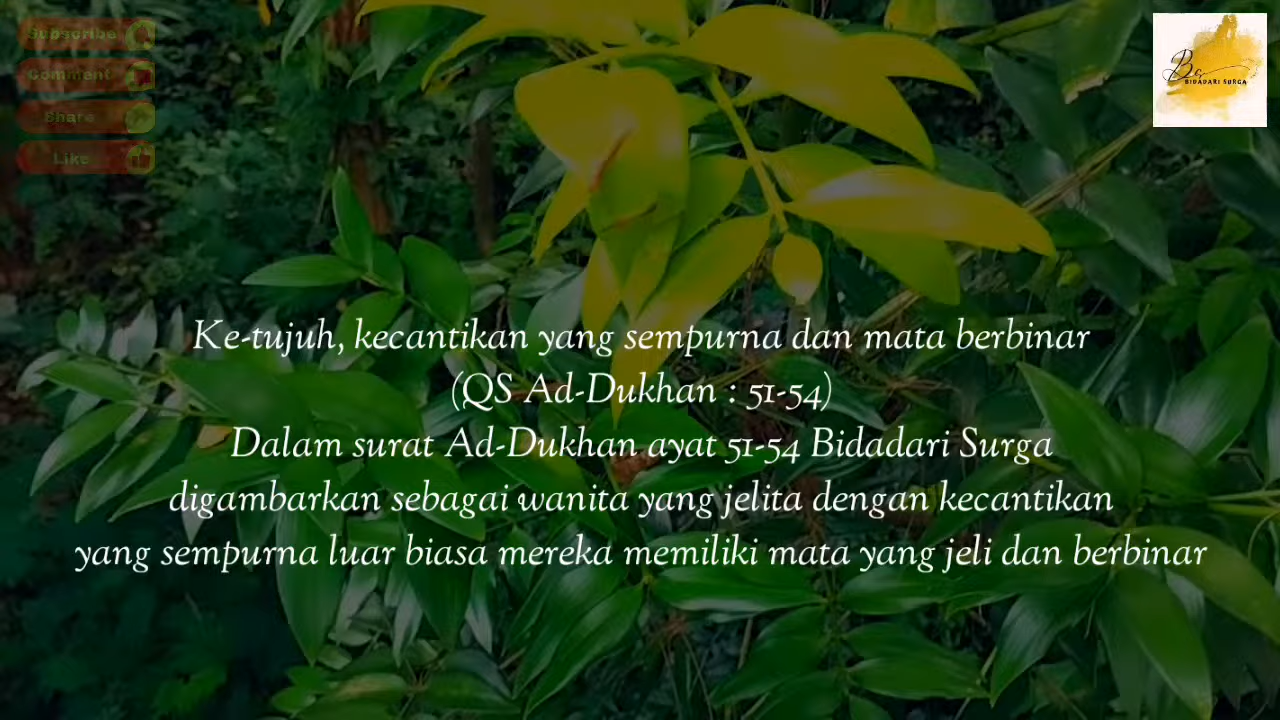 Subscribe
Comment
Share
Like
BIDADARI SURGA
Ke-tujuh, kecantikan yang sempurna dan mata berbinar
(QS Ad-Dukhan : 51-54)
Dalam surat Ad-Dukhan ayat 51-54 Bidadari Surga
digambarkan sebagai wanita yang jelita dengan kecantikan
yang sempurna luar biasa mereka memiliki mata yang jeli dan berbinar